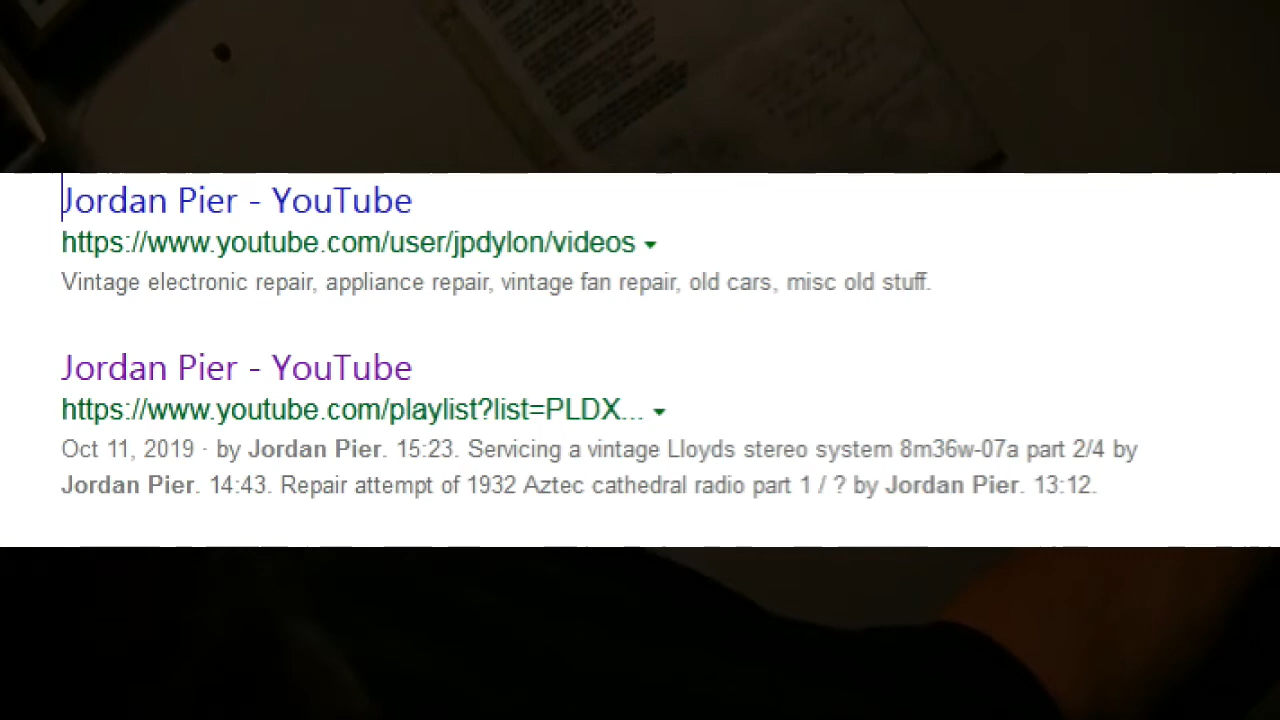 Jordan Pier - YouTube
https://www.youtube.com/user/jpdylon/videos
Vintage electronic repair, appliance repair, vintage fan repair, old cars, misc old stuff.
Jordan Pier - YouTube
https://www.youtube.com/playlist?list=PLDX...
Oct 11, 2019 · by Jordan Pier. 15:23. Servicing a vintage Lloyds stereo system 8m36w-07a part 2/4 by
Jordan Pier. 14:43. Repair attempt of 1932 Aztec cathedral radio part 1 / ? by Jordan Pier. 13:12.